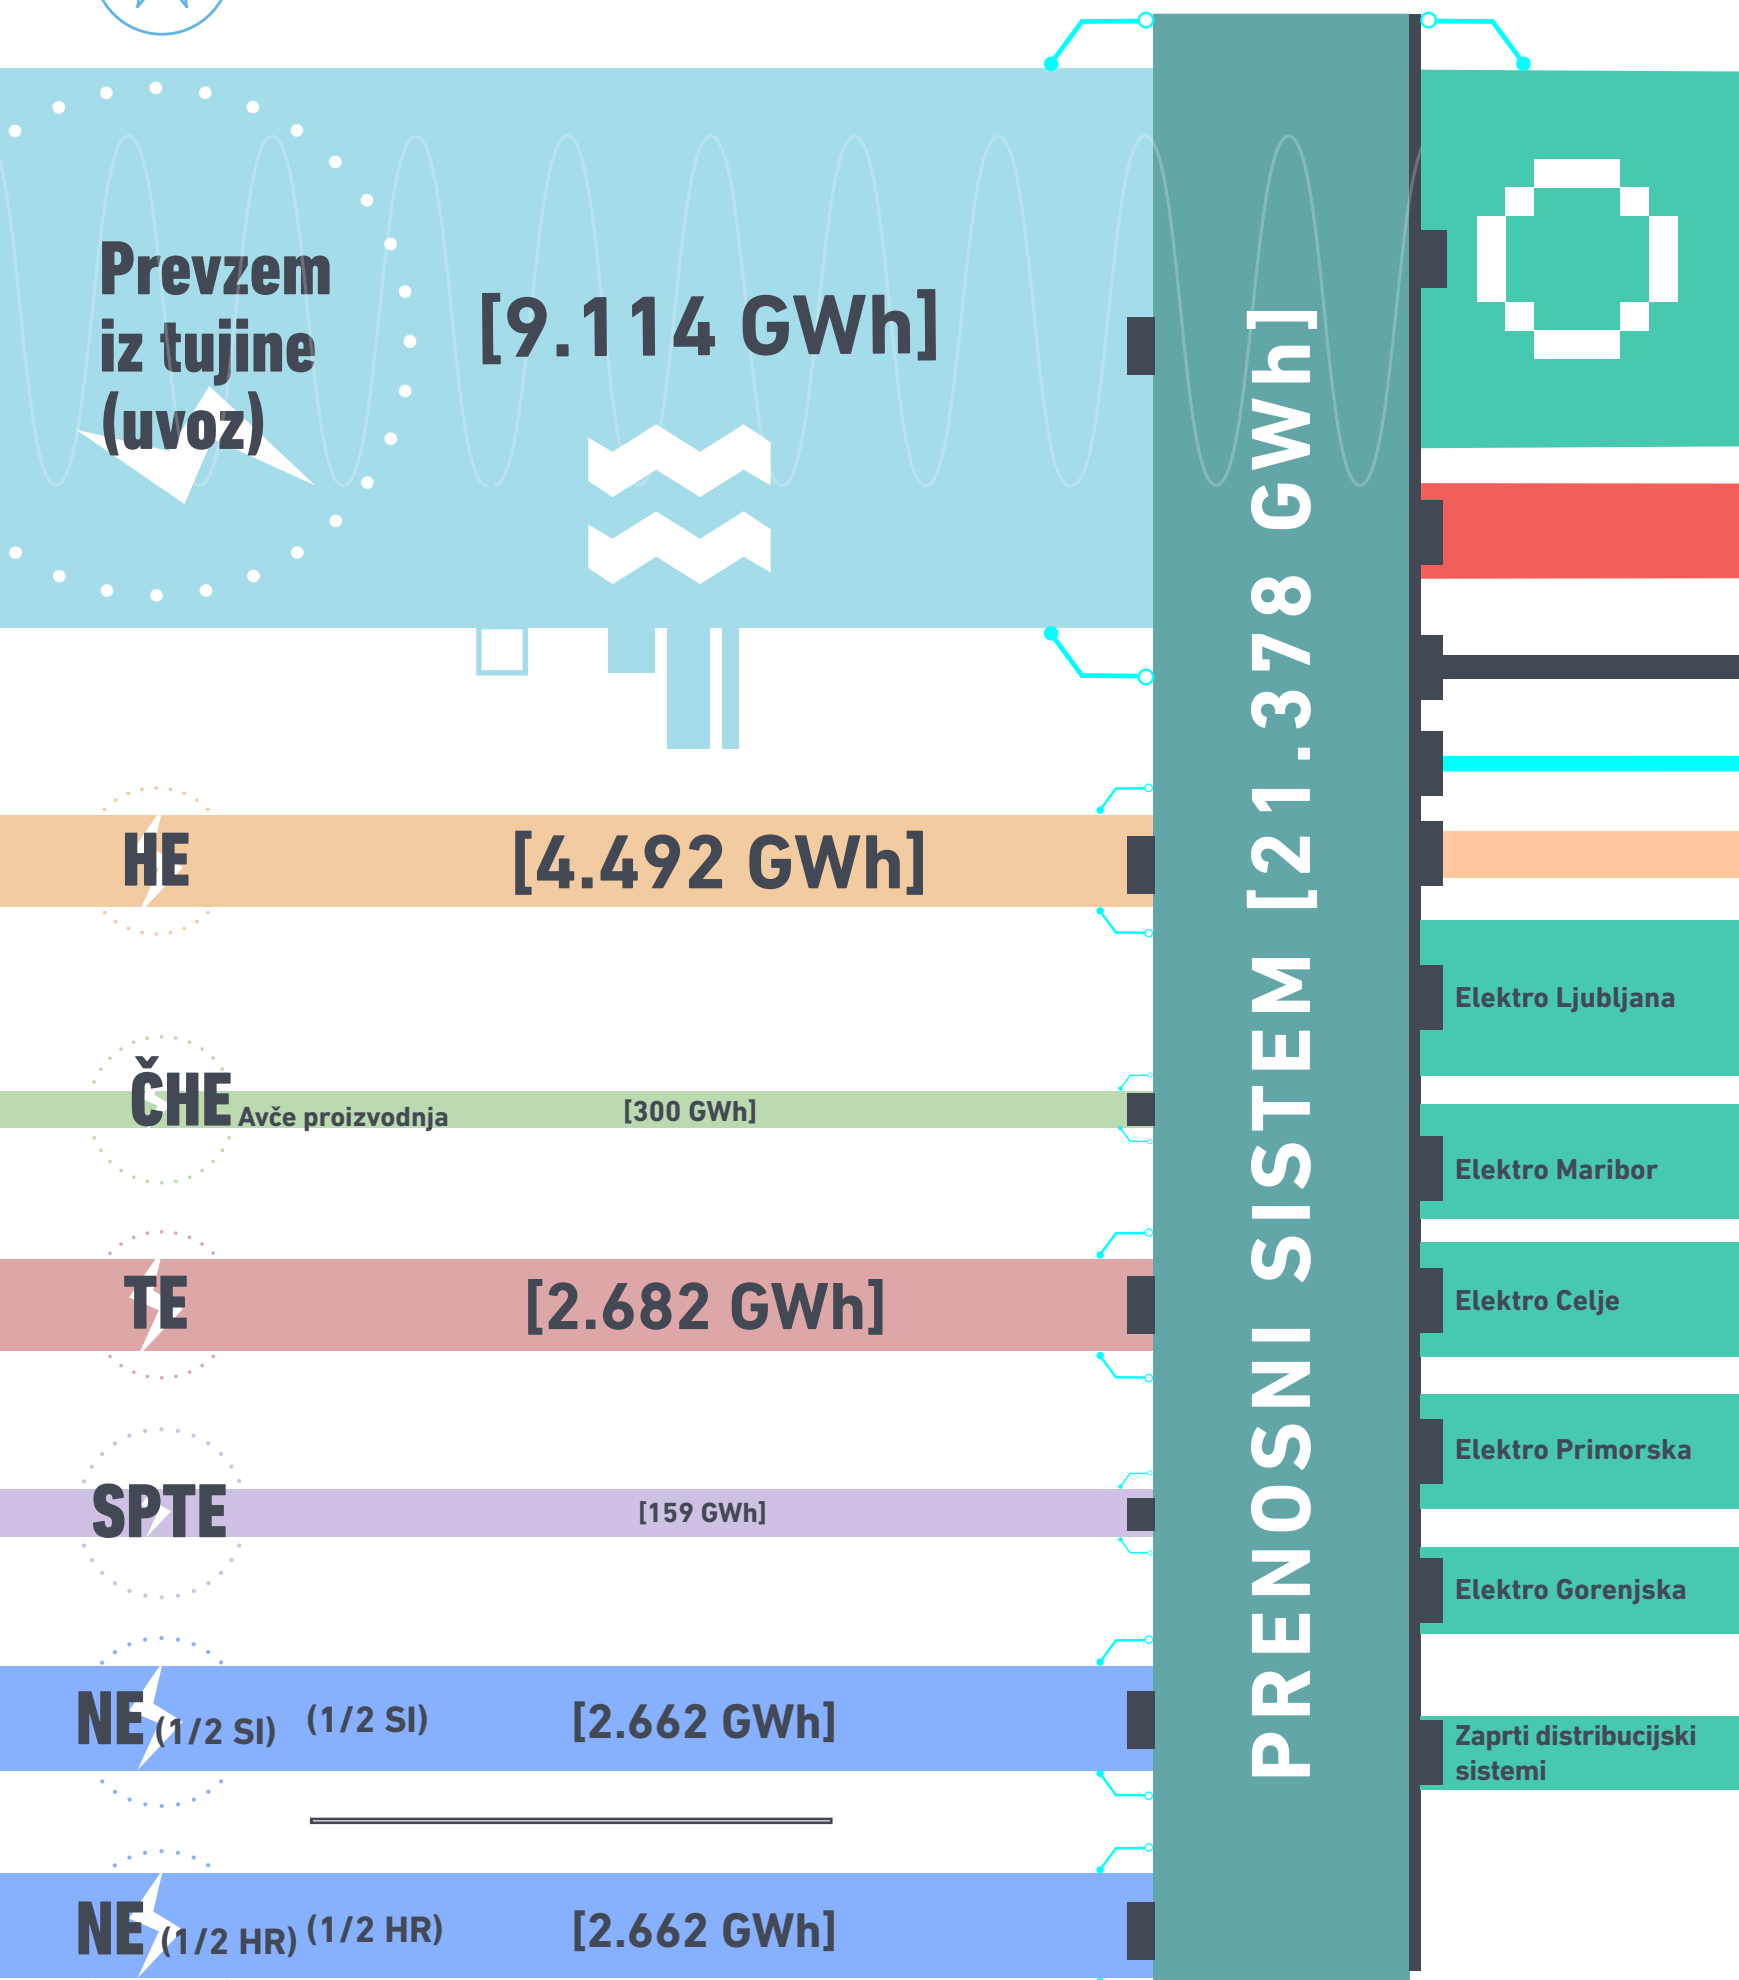 Prevzem
iz tujine
(uvoz)
[9.114 GWh]
HE
[4.492 GWh]
ČHE Avče proizvodnja
[300 GWh]
TE
[2.682 GWh]
SPTE
[159 GWh]
NE (1/2 SI)
(1/2 SI)
[2.662 GWh]
NE (1/2 HR)
(1/2 HR)
[2.662 GWh]
PRENOSNI SISTEM [21.378 GWh]
Elektro Ljubljana
Elektro Maribor
Elektro Celje
Elektro Primorska
Elektro Gorenjska
Zaprti distribucijski
sistemi